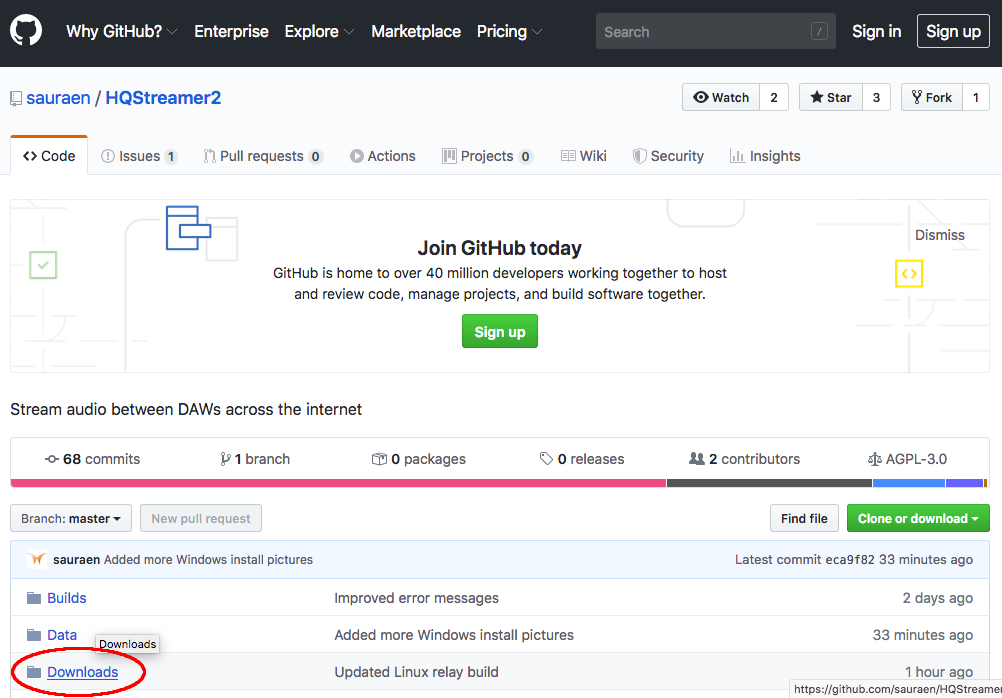 Why GitHub? Enterprise Explore Marketplace Pricing Search / Sign in Sign up
sauraen / HQStreamer2 Watch 2 Star 3 Fork 1
Code Issues 1 Pull requests 0 Actions Projects 0 Wiki Security Insights
Dismiss
Join GitHub today
GitHub is home to over 40 million developers working together to host
and review code, manage projects, and build software together.
Sign up
Stream audio between DAWs across the internet
68 commits 1 branch 0 packages 0 releases 2 contributors AGPL-3.0
Branch: master New pull request Find file Clone or download
sauraen Added more Windows install pictures Latest commit eca9f82 33 minutes ago
Builds Improved error messages 2 days ago
Data Added more Windows install pictures 33 minutes ago
Downloads
Downloads Updated Linux relay build 1 hour ago
https://github.com/sauraen/HQStreamer